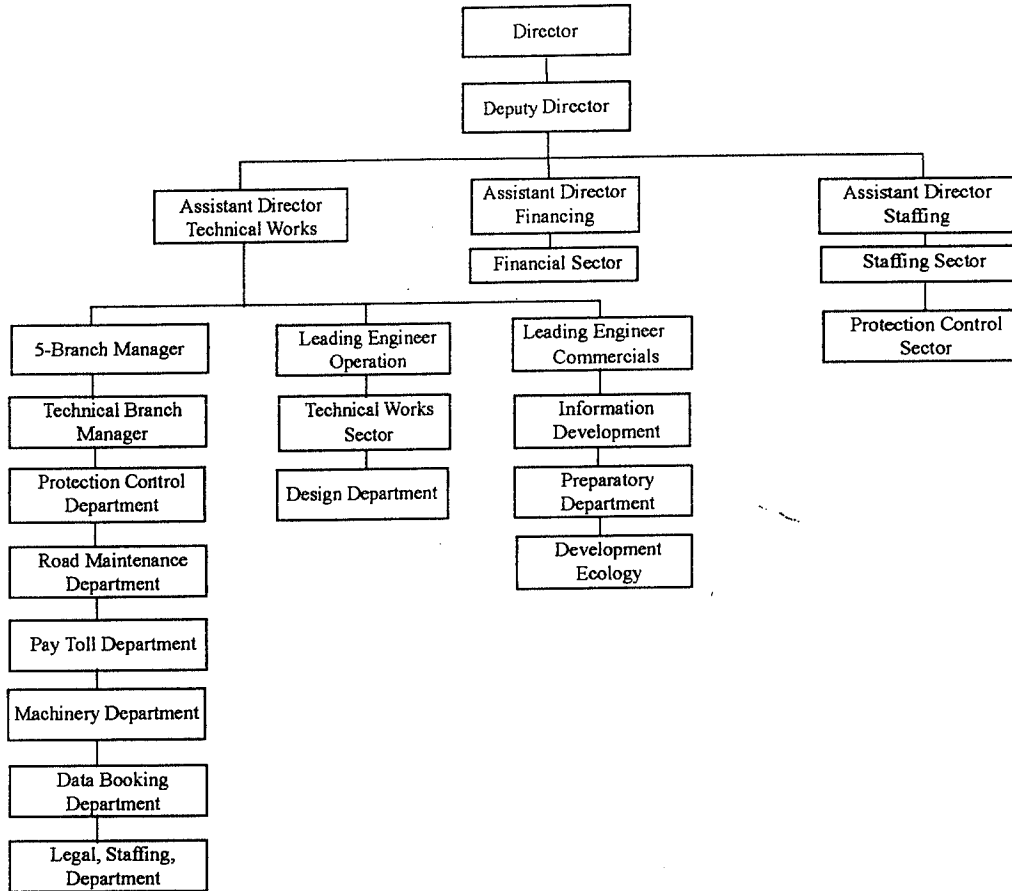 Director
Deputy Director
Assistant Director
Technical Works
Assistant Director
Financing
Assistant Director
Staffing
Financial Sector
Staffing Sector
Protection Control
Sector
5-Branch Manager
Leading Engineer
Operation
Leading Engineer
Commercials
Technical Branch
Manager
Technical Works
Sector
Information
Development
Protection Control
Department
Design Department
Preparatory
Department
Road Maintenance
Department
Development
Ecology
Pay Toll Department
Machinery Department
Data Booking
Department
Legal, Staffing,
Department